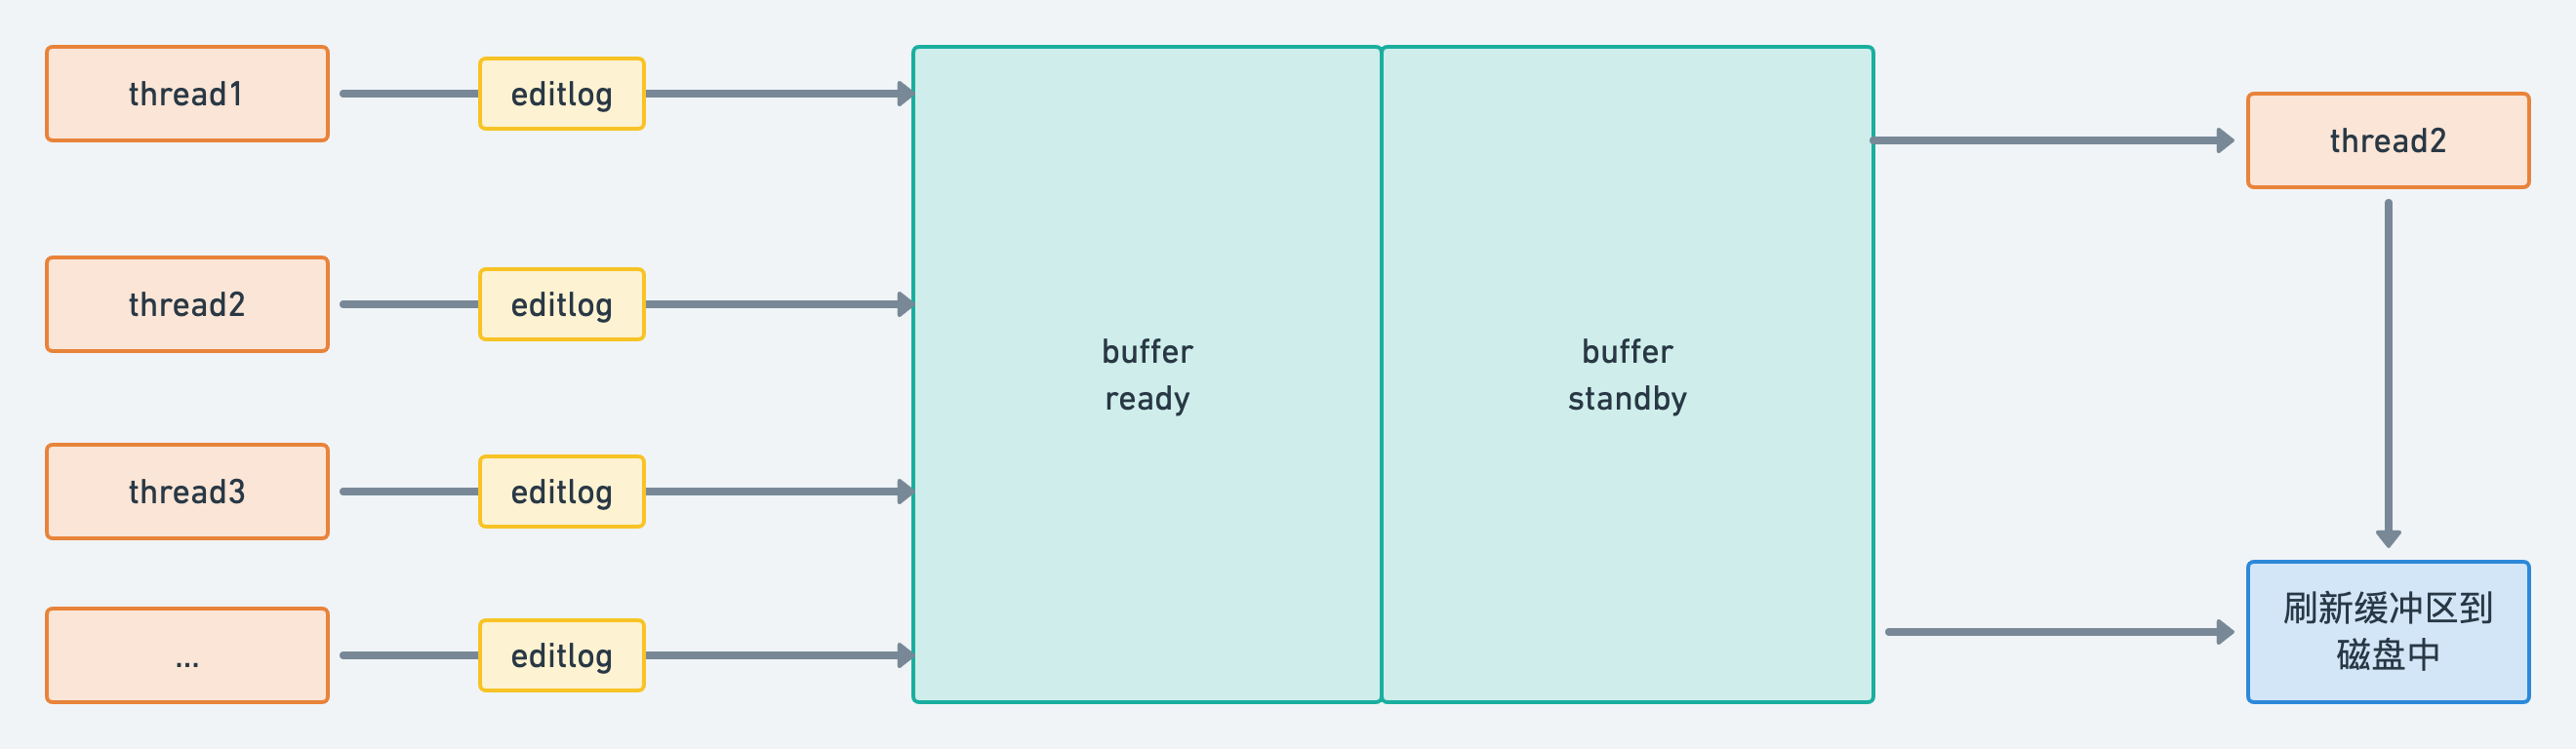 thread1
editlog
thread2
editlog
thread3
editlog
...
editlog
buffer
ready
buffer
standby
thread2
刷新缓冲区到
磁盘中